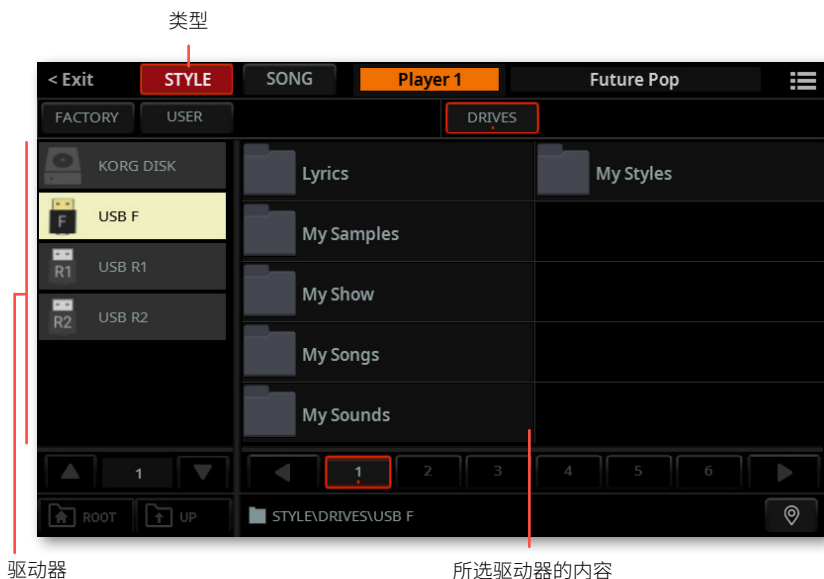 类型
< Exit STYLE SONG Player 1 Future Pop
FACTORY USER DRIVES
KORG DISK
F USB F
R1 USB R1
R2 USB R2
Lyrics My Styles
My Samples
My Show
My Songs
My Sounds
1 1 2 3 4 5 6
ROOT UP STYLE\DRIVES\USB F
驱动器 所选驱动器的内容